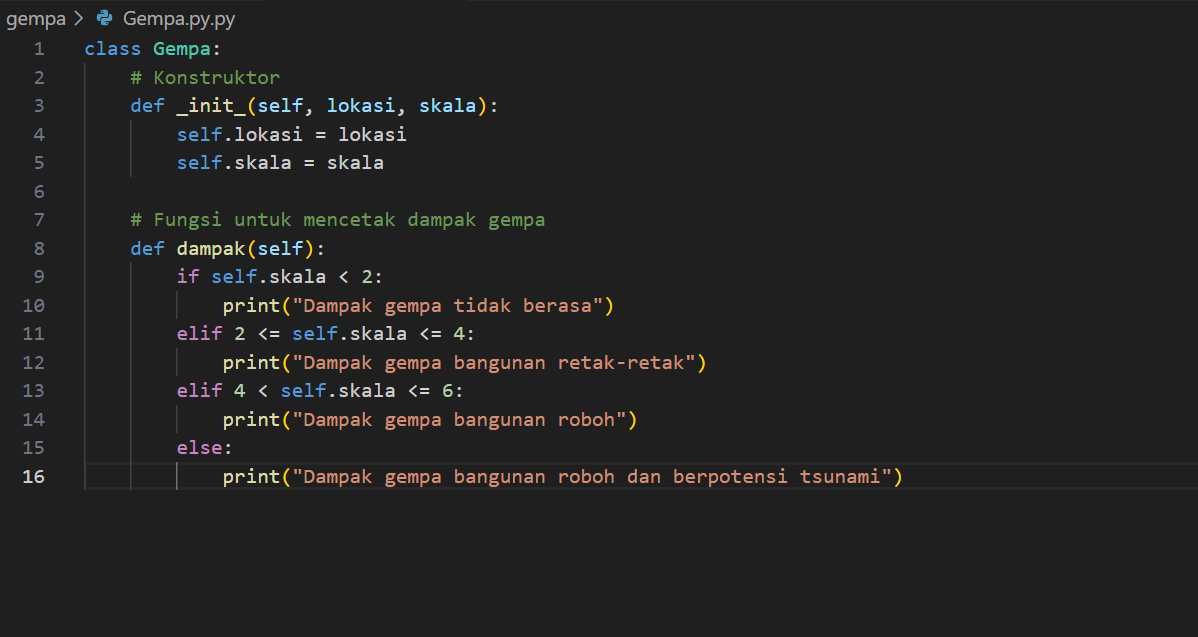 gempa > Gempa.py.py
1 class Gempa:
2     # Konstruktor
3     def _init_(self, lokasi, skala):
4         self.lokasi = lokasi
5         self.skala = skala
6
7     # Fungsi untuk mencetak dampak gempa
8     def dampak(self):
9         if self.skala < 2:
10             print("Dampak gempa tidak berasa")
11         elif 2 <= self.skala <= 4:
12             print("Dampak gempa bangunan retak-retak")
13         elif 4 < self.skala <= 6:
14             print("Dampak gempa bangunan roboh")
15         else:
16             print("Dampak gempa bangunan roboh dan berpotensi tsunami")